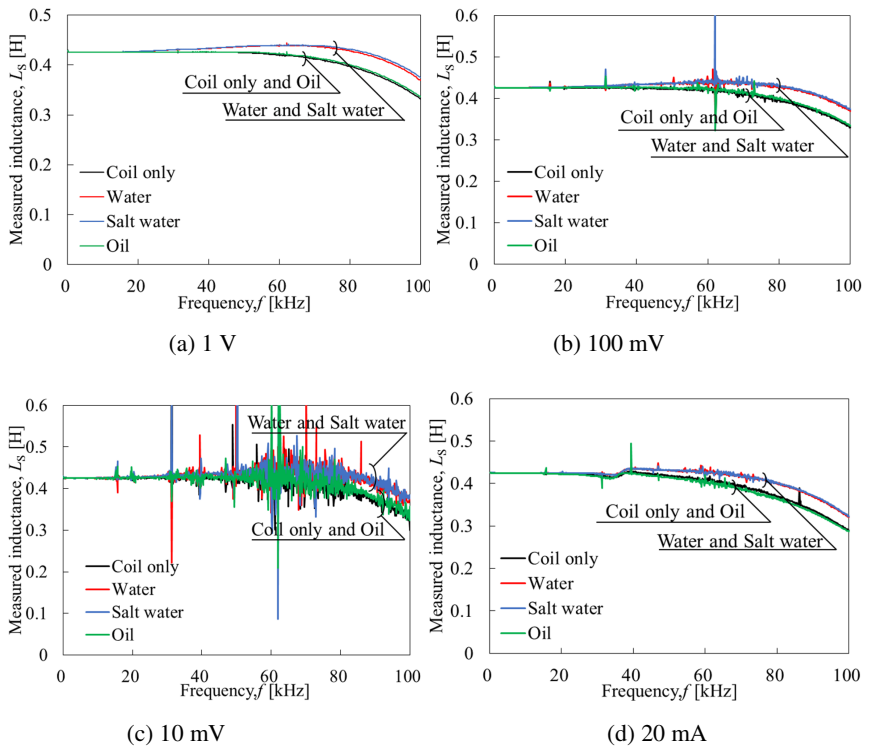 0.5
0.4
0.3
0.2
0.1
0
Measured inductance, Ls [H]
Coil only and Oil
Water and Salt water
Coil only
Water
Salt water
Oil
0 20 40 60 80 100
Frequency,f [kHz]
(a) 1 V
0.6
0.5
0.4
0.3
0.2
0.1
0
Measured inductance, Ls [H]
Coil only and Oil
Water and Salt water
Coil only
Water
Salt water
Oil
0 20 40 60 80 100
Frequency,f [kHz]
(b) 100 mV
0.6
0.5
0.4
0.3
0.2
0.1
0
Measured inductance, Ls [H]
Water and Salt water
Coil only and Oil
Coil only
Water
Salt water
Oil
0 20 40 60 80 100
Frequency,f [kHz]
(c) 10 mV
0.6
0.5
0.4
0.3
0.2
0.1
0
Measured inductance, Ls [H]
Coil only and Oil
Water and Salt water
Coil only
Water
Salt water
Oil
0 20 40 60 80 100
Frequency,f [kHz]
(d) 20 mA